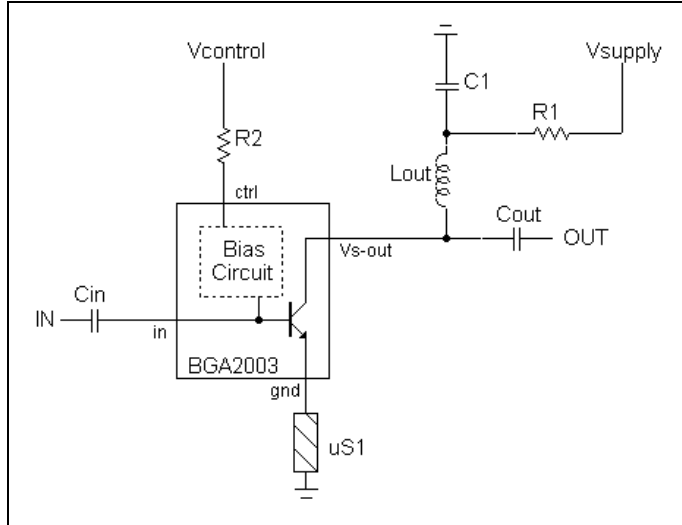 Vcontrol
Vsupply
C1
R1
R2
Lout
ctrl
Cout
OUT
Vs-out
Bias
Circuit
Cin
IN
in
BGA2003
gnd
uS1